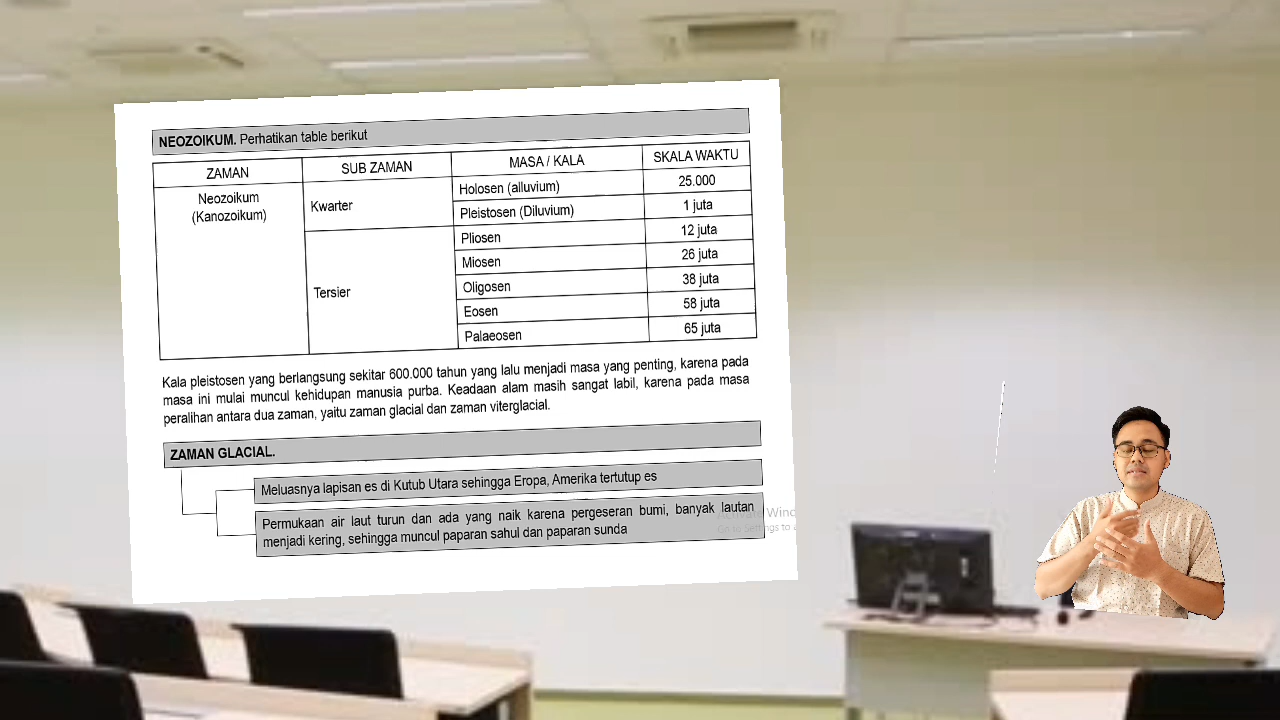 NEOZOIKUM. Perhatikan table berikut
ZAMAN SUB ZAMAN MASA / KALA SKALA WAKTU
Neozoikum (Kanozoikum) Kwarter Holosen (alluvium) 25.000
Pleistosen (Diluvium) 1 juta
Tersier Pliosen 12 juta
Miosen 26 juta
Oligosen 38 juta
Eosen 58 juta
Palaeosen 65 juta
Kala pleistosen yang berlangsung sekitar 600.000 tahun yang lalu menjadi masa yang penting, karena pada
masa ini mulai muncul kehidupan manusia purba. Keadaan alam masih sangat labil, karena pada masa
peralihan antara dua zaman, yaitu zaman glacial dan zaman viterglacial.
ZAMAN GLACIAL.
Meluasnya lapisan es di Kutub Utara sehingga Eropa, Amerika tertutup es
Permukaan air laut turun dan ada yang naik karena pergeseran bumi, banyak lautan
menjadi kering, sehingga muncul paparan sahul dan paparan sunda
Go to Settings to